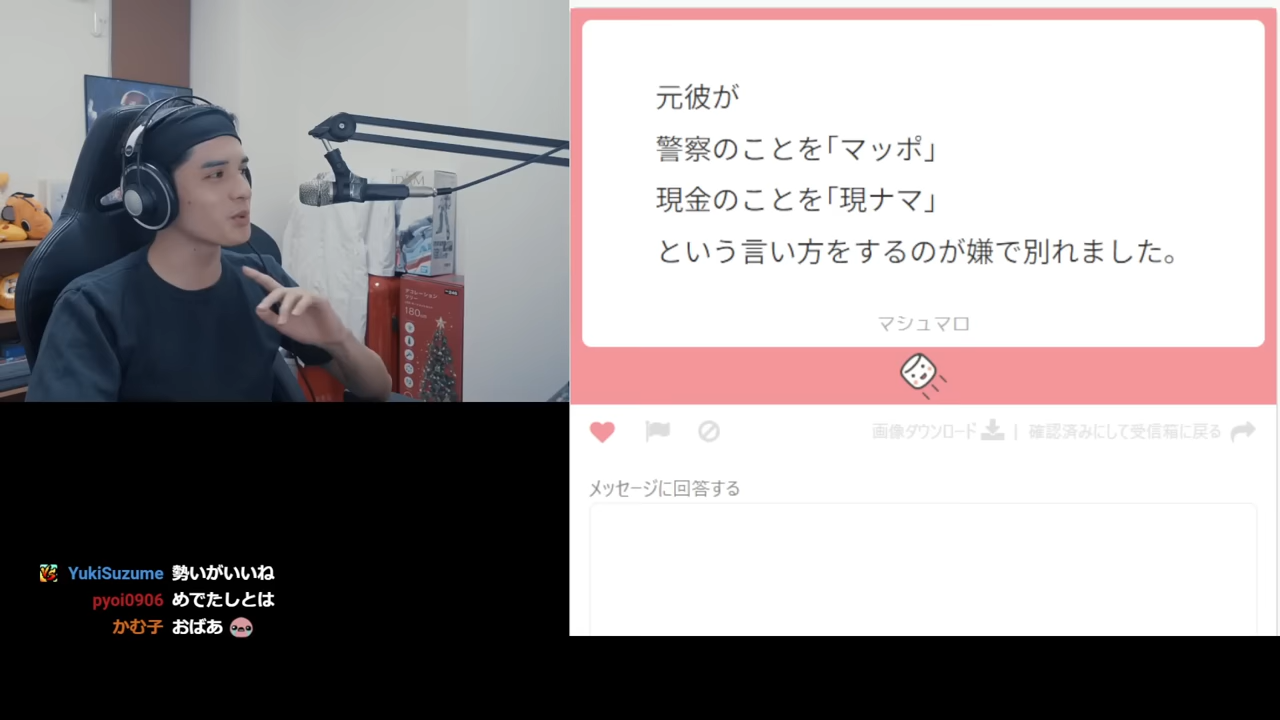 元彼が
警察のことを「マッポ」
現金のことを「現ナマ」
という言い方をするのが嫌で別れました。
マシュマロ
画像ダウンロード | 確認済みにして受信箱に戻る
メッセージに回答する
YukiSuzume 勢いがいいね
pyoi0906 めでたしとは
かむ子 おばあ
180